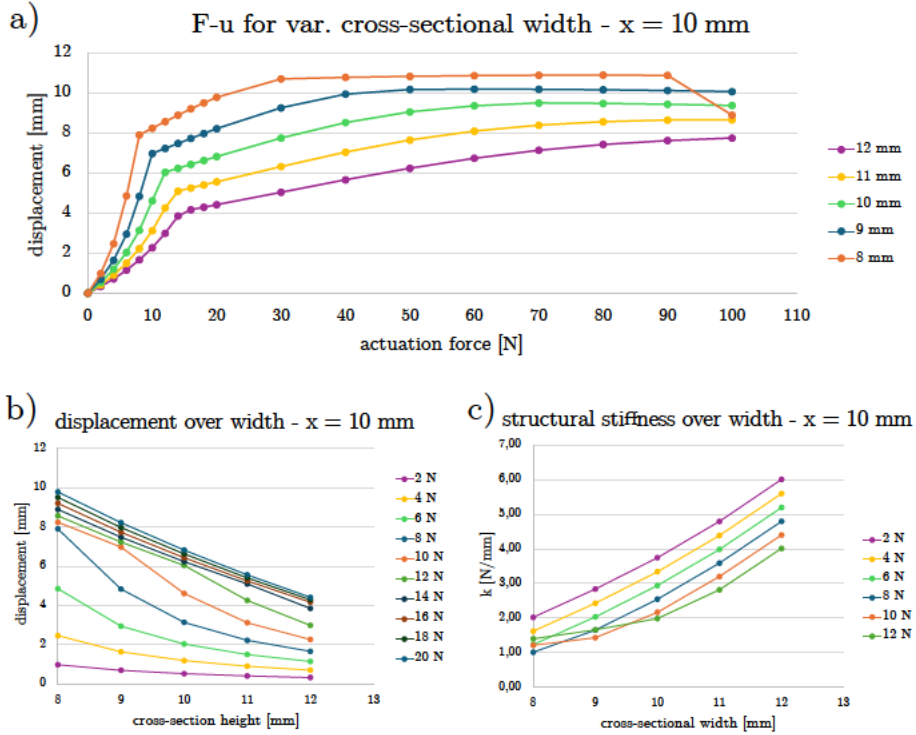 a)
F-u for var. cross-sectional width - x = 10 mm
displacement [mm]
12
10
8
6
4
2
0
0 10 20 30 40 50 60 70 80 90 100 110
actuation force [N]
12 mm
11 mm
10 mm
9 mm
8 mm
b)
displacement over width - x = 10 mm
displacement [mm]
12
10
8
6
4
2
0
8 9 10 11 12 13
cross-section height [mm]
2 N
4 N
6 N
8 N
10 N
12 N
14 N
16 N
18 N
20 N
c)
structural stiffness over width - x = 10 mm
k [N/mm]
7,00
6,00
5,00
4,00
3,00
2,00
1,00
0,00
8 9 10 11 12 13
cross-sectional width [mm]
2 N
4 N
6 N
8 N
10 N
12 N